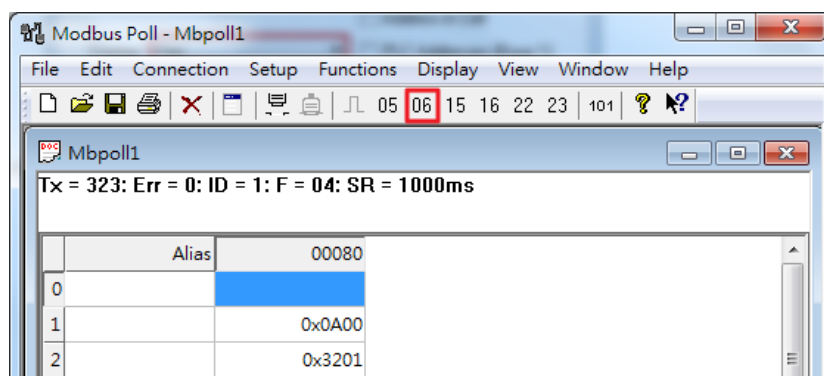 Modbus Poll - Mbpoll1
File Edit Connection Setup Functions Display View Window Help
05 06 15 16 22 23 101
Mbpoll1
Tx = 323: Err = 0: ID = 1: F = 04: SR = 1000ms
Alias 00080
0
1 0x0A00
2 0x3201